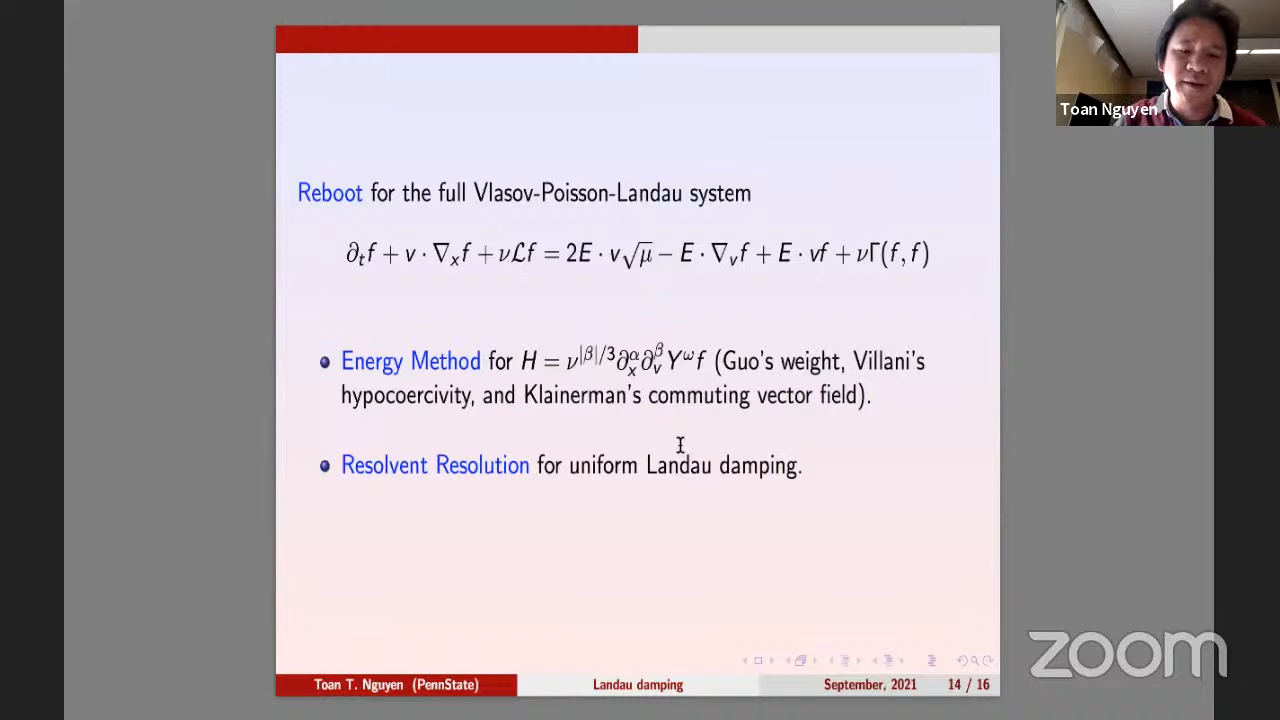 Toan Nguyen
Reboot for the full Vlasov-Poisson-Landau system
∂ₜf + v · ∇ₓf + νℒf = 2E · v√μ − E · ∇ᵥf + E · vf + νΓ(f, f)
Energy Method for H = ν^{|β|/3}∂ₓ^α∂ᵥ^βY^ωf (Guo's weight, Villani's
hypocoercivity, and Klainerman's commuting vector field).
Resolvent Resolution for uniform Landau damping.
zoom
Toan T. Nguyen (PennState) Landau damping September, 2021 14 / 16